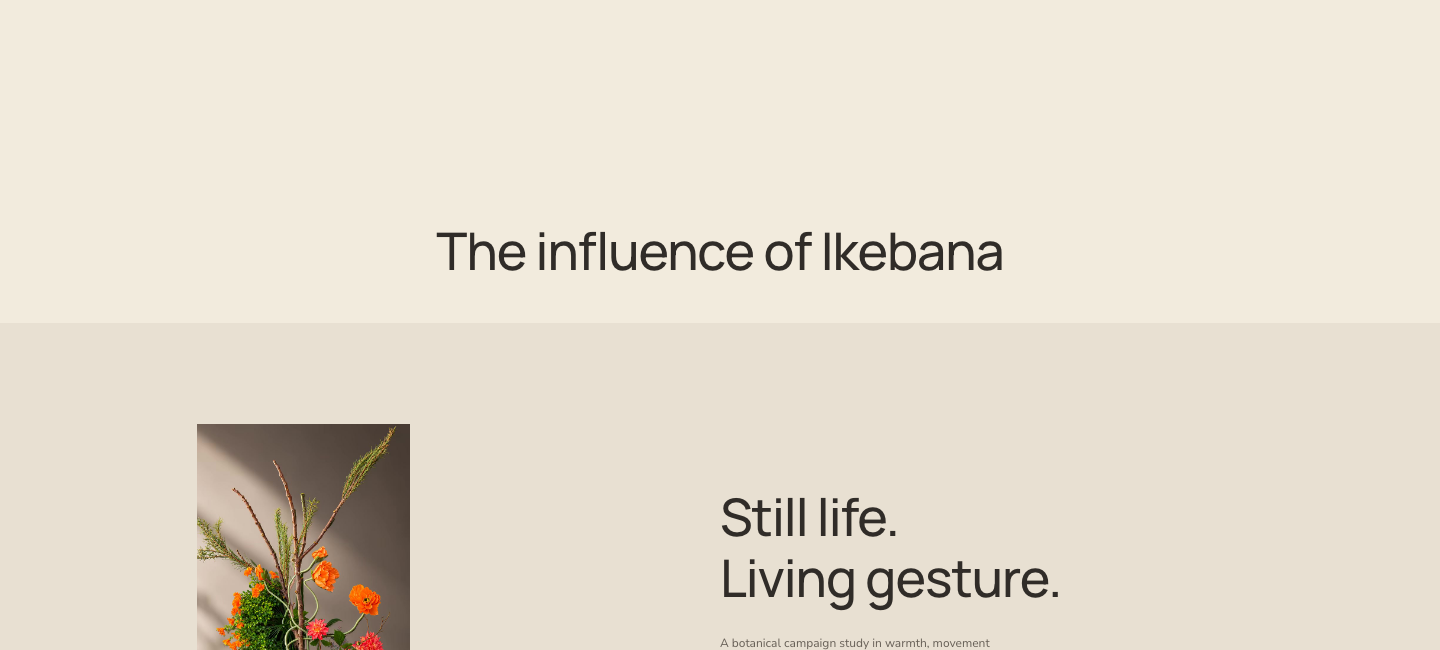 The influence of Ikebana
Still life.
Living gesture.
A botanical campaign study in warmth, movement